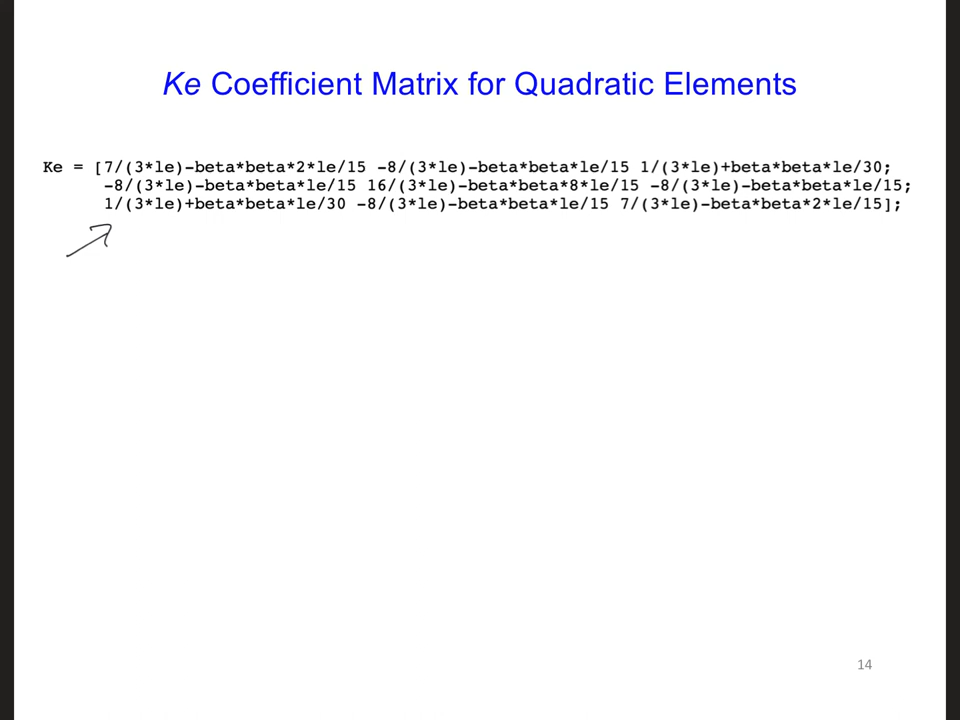 Ke Coefficient Matrix for Quadratic Elements
Ke = [7/(3*le)-beta*beta*2*le/15 -8/(3*le)-beta*beta*le/15 1/(3*le)+beta*beta*le/30;
-8/(3*le)-beta*beta*le/15 16/(3*le)-beta*beta*8*le/15 -8/(3*le)-beta*beta*le/15;
1/(3*le)+beta*beta*le/30 -8/(3*le)-beta*beta*le/15 7/(3*le)-beta*beta*2*le/15];
14